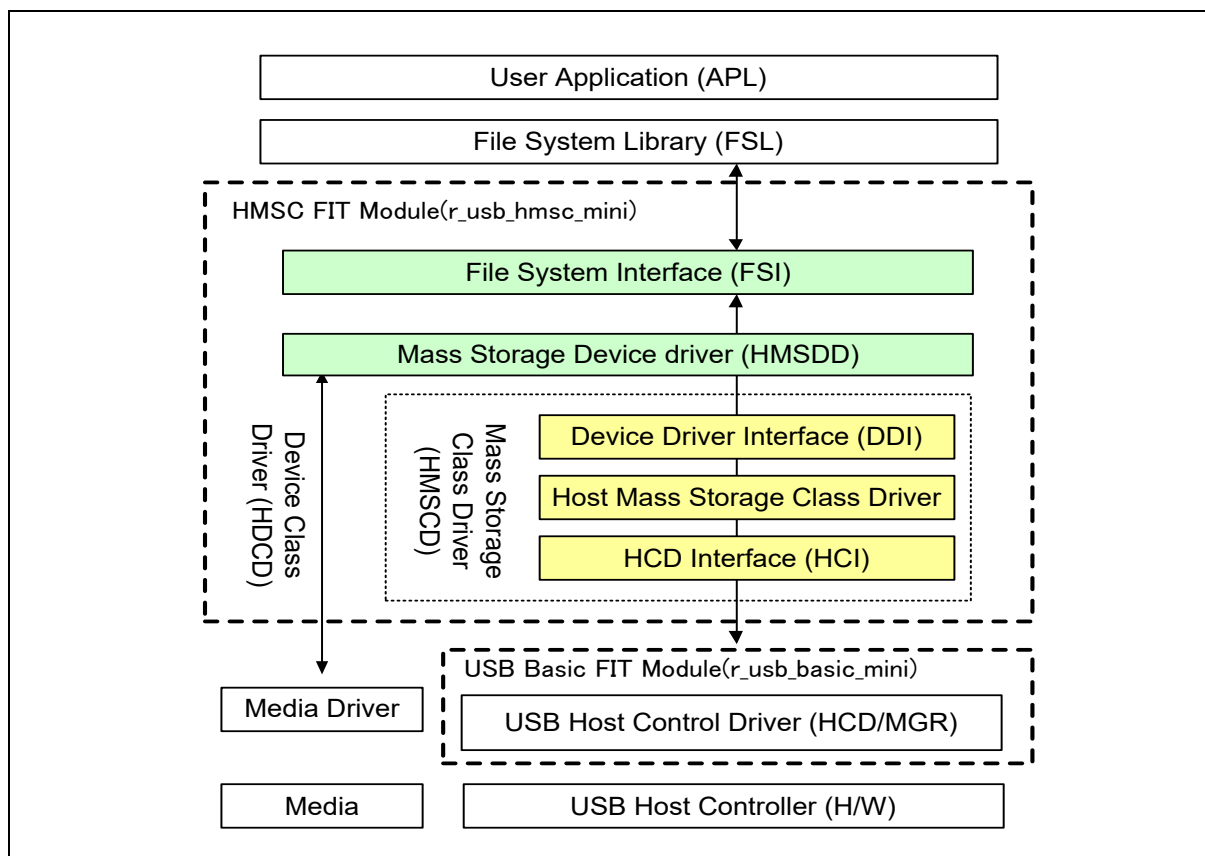 User Application (APL)
File System Library (FSL)
HMSC FIT Module(r_usb_hmsc_mini)
File System Interface (FSI)
Mass Storage Device driver (HMSDD)
Device Class
Driver (HDCD)
Mass Storage
Class Driver
(HMSCD)
Device Driver Interface (DDI)
Host Mass Storage Class Driver
HCD Interface (HCI)
USB Basic FIT Module(r_usb_basic_mini)
Media Driver
USB Host Control Driver (HCD/MGR)
Media
USB Host Controller (H/W)